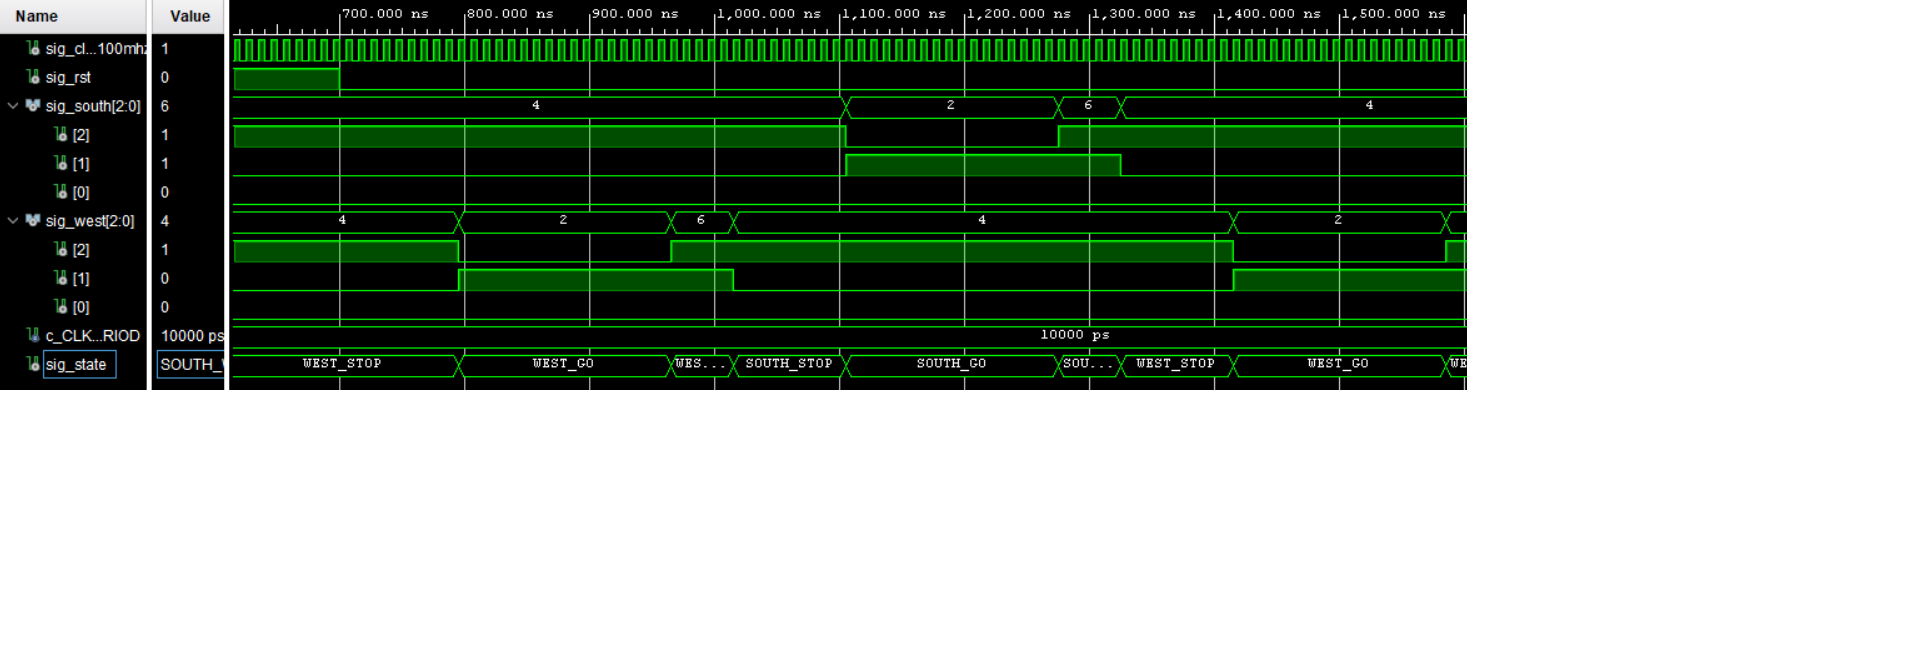 Name Value 700.000 ns 800.000 ns 900.000 ns 1,000.000 ns 1,100.000 ns 1,200.000 ns 1,300.000 ns 1,400.000 ns 1,500.000 ns
sig_cl...100mhz 1
sig_rst 0
sig_south[2:0] 6 4 2 6 4
[2] 1
[1] 1
[0] 0
sig_west[2:0] 4 4 2 6 4 2
[2] 1
[1] 0
[0] 0
c_CLK...RIOD 10000 ps 10000 ps
sig_state SOUTH_ WEST_STOP WEST_GO WES... SOUTH_STOP SOUTH_GO SOU... WEST_STOP WEST_GO WE